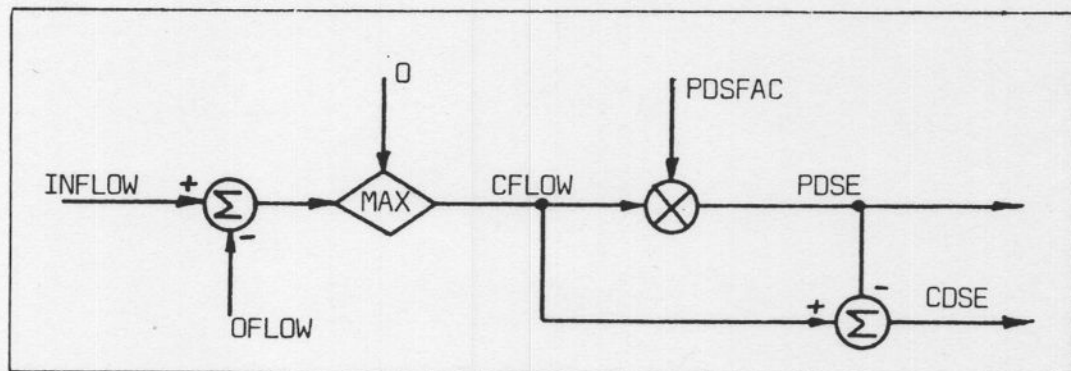 0
PDSFAC
INFLOW
+
Σ
-
MAX
CFLOW
PDSE
OFLOW
+
-
Σ
CDSE